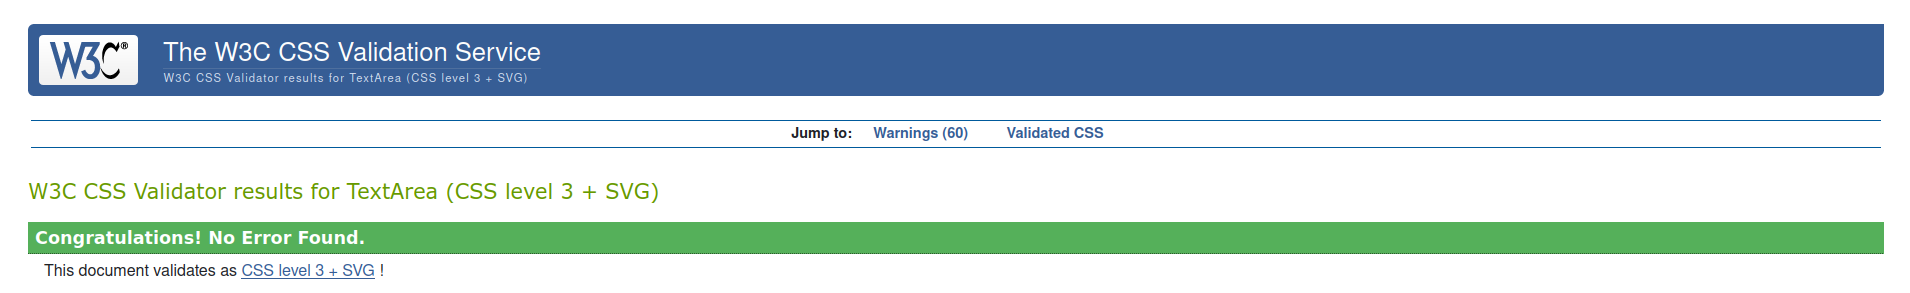 W3C®
The W3C CSS Validation Service
W3C CSS Validator results for TextArea (CSS level 3 + SVG)
Jump to: Warnings (60) Validated CSS
W3C CSS Validator results for TextArea (CSS level 3 + SVG)
Congratulations! No Error Found.
This document validates as CSS level 3 + SVG !